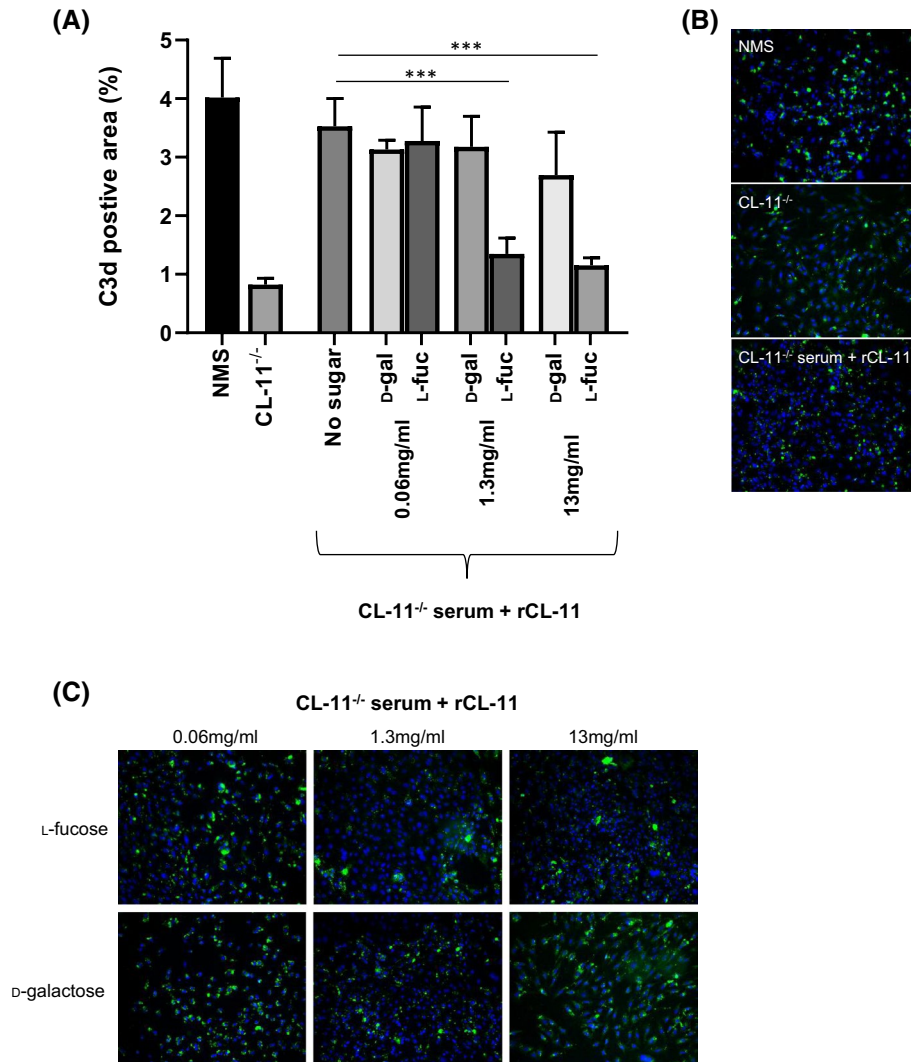 (A)
C3d postive area (%)
5
4
3
2
1
0
***
***
NMS
CL-11-/-
No sugar
D-gal
L-fuc
D-gal
L-fuc
D-gal
L-fuc
0.06mg/ml
1.3mg/ml
13mg/ml
CL-11-/- serum + rCL-11
(B)
NMS
CL-11-/-
CL-11-/- serum + rCL-11
(C)
CL-11-/- serum + rCL-11
0.06mg/ml
1.3mg/ml
13mg/ml
L-fucose
D-galactose